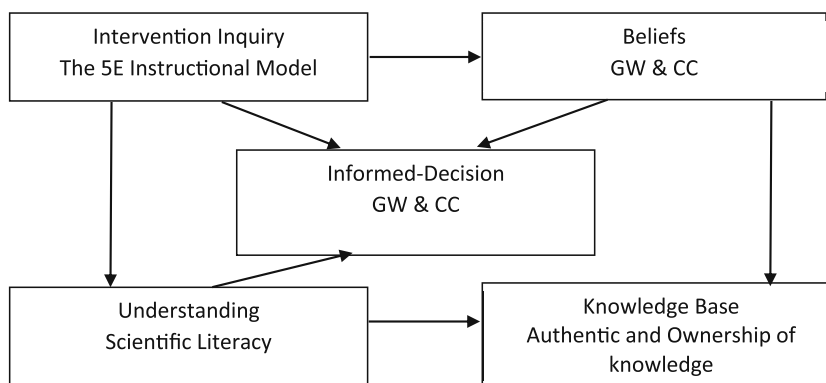 Intervention Inquiry
The 5E Instructional Model
Beliefs
GW & CC
Informed-Decision
GW & CC
Understanding
Scientific Literacy
Knowledge Base
Authentic and Ownership of
knowledge